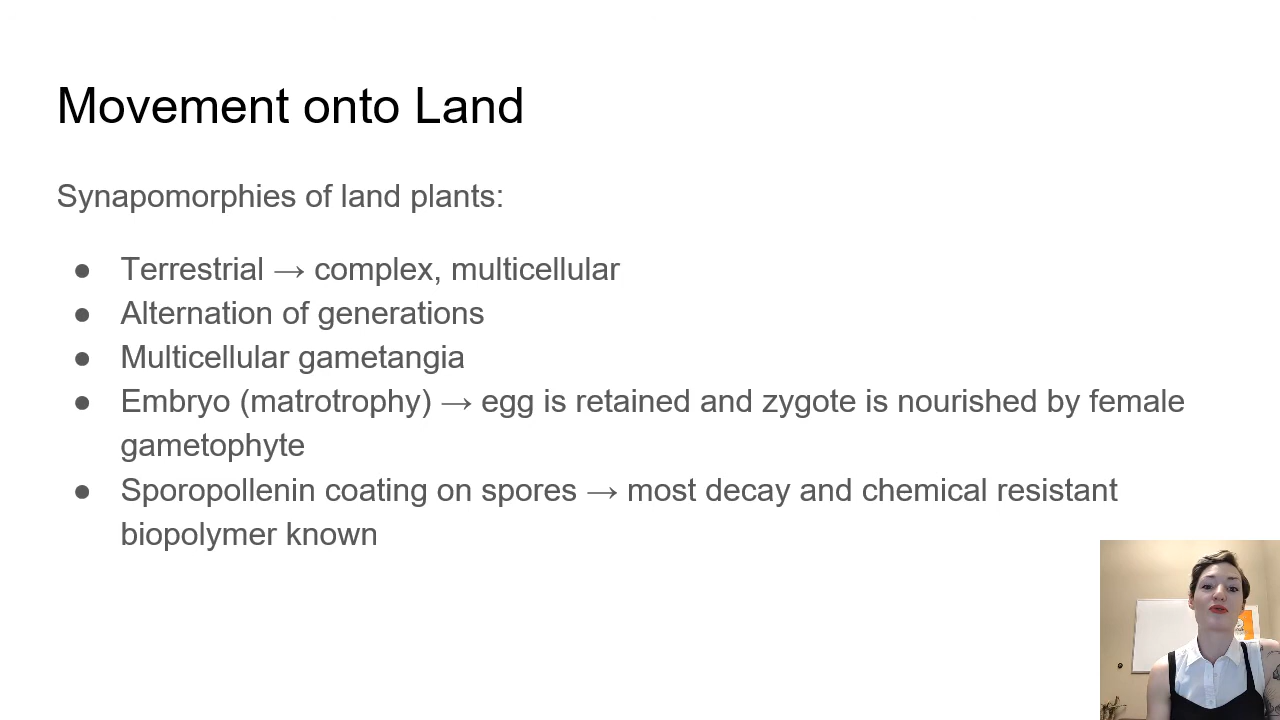 Movement onto Land
Synapomorphies of land plants:
● Terrestrial → complex, multicellular
● Alternation of generations
● Multicellular gametangia
● Embryo (matrotrophy) → egg is retained and zygote is nourished by female
gametophyte
● Sporopollenin coating on spores → most decay and chemical resistant
biopolymer known